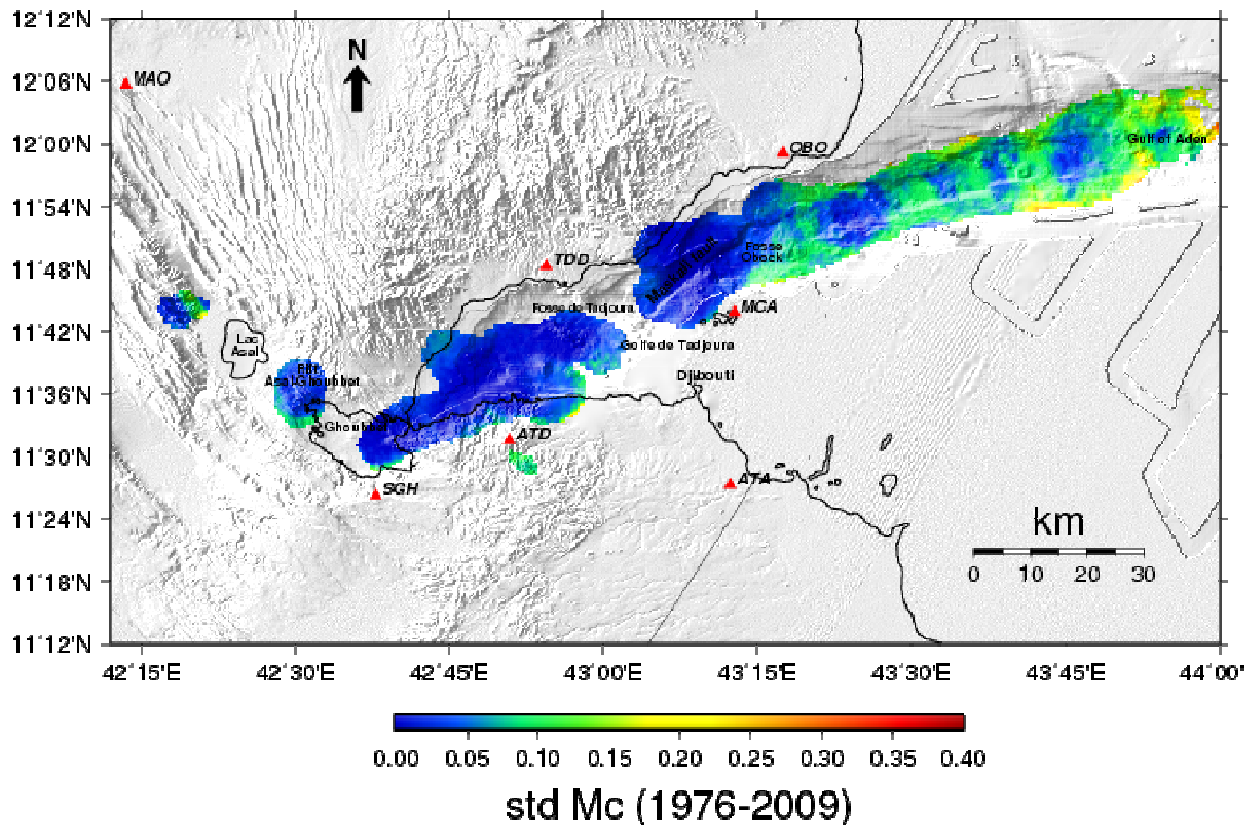 12°12'N
12°06'N
12°00'N
11°54'N
11°48'N
11°42'N
11°36'N
11°30'N
11°24'N
11°18'N
11°12'N
MAQ
N
OBO
Gulf of Aden
TDD
Maskali fault
Fosse
Obock
MCA
Fosse de Tadjoura
Golfe de Tadjoura
Lac
Asal
Rift
Asal Ghoubbet
Djibouti
Ghoubbet
ATD
SGH
ATA
km
0 10 20 30
42°15'E 42°30'E 42°45'E 43°00'E 43°15'E 43°30'E 43°45'E 44°00'
0.00 0.05 0.10 0.15 0.20 0.25 0.30 0.35 0.40
std Mc (1976-2009)